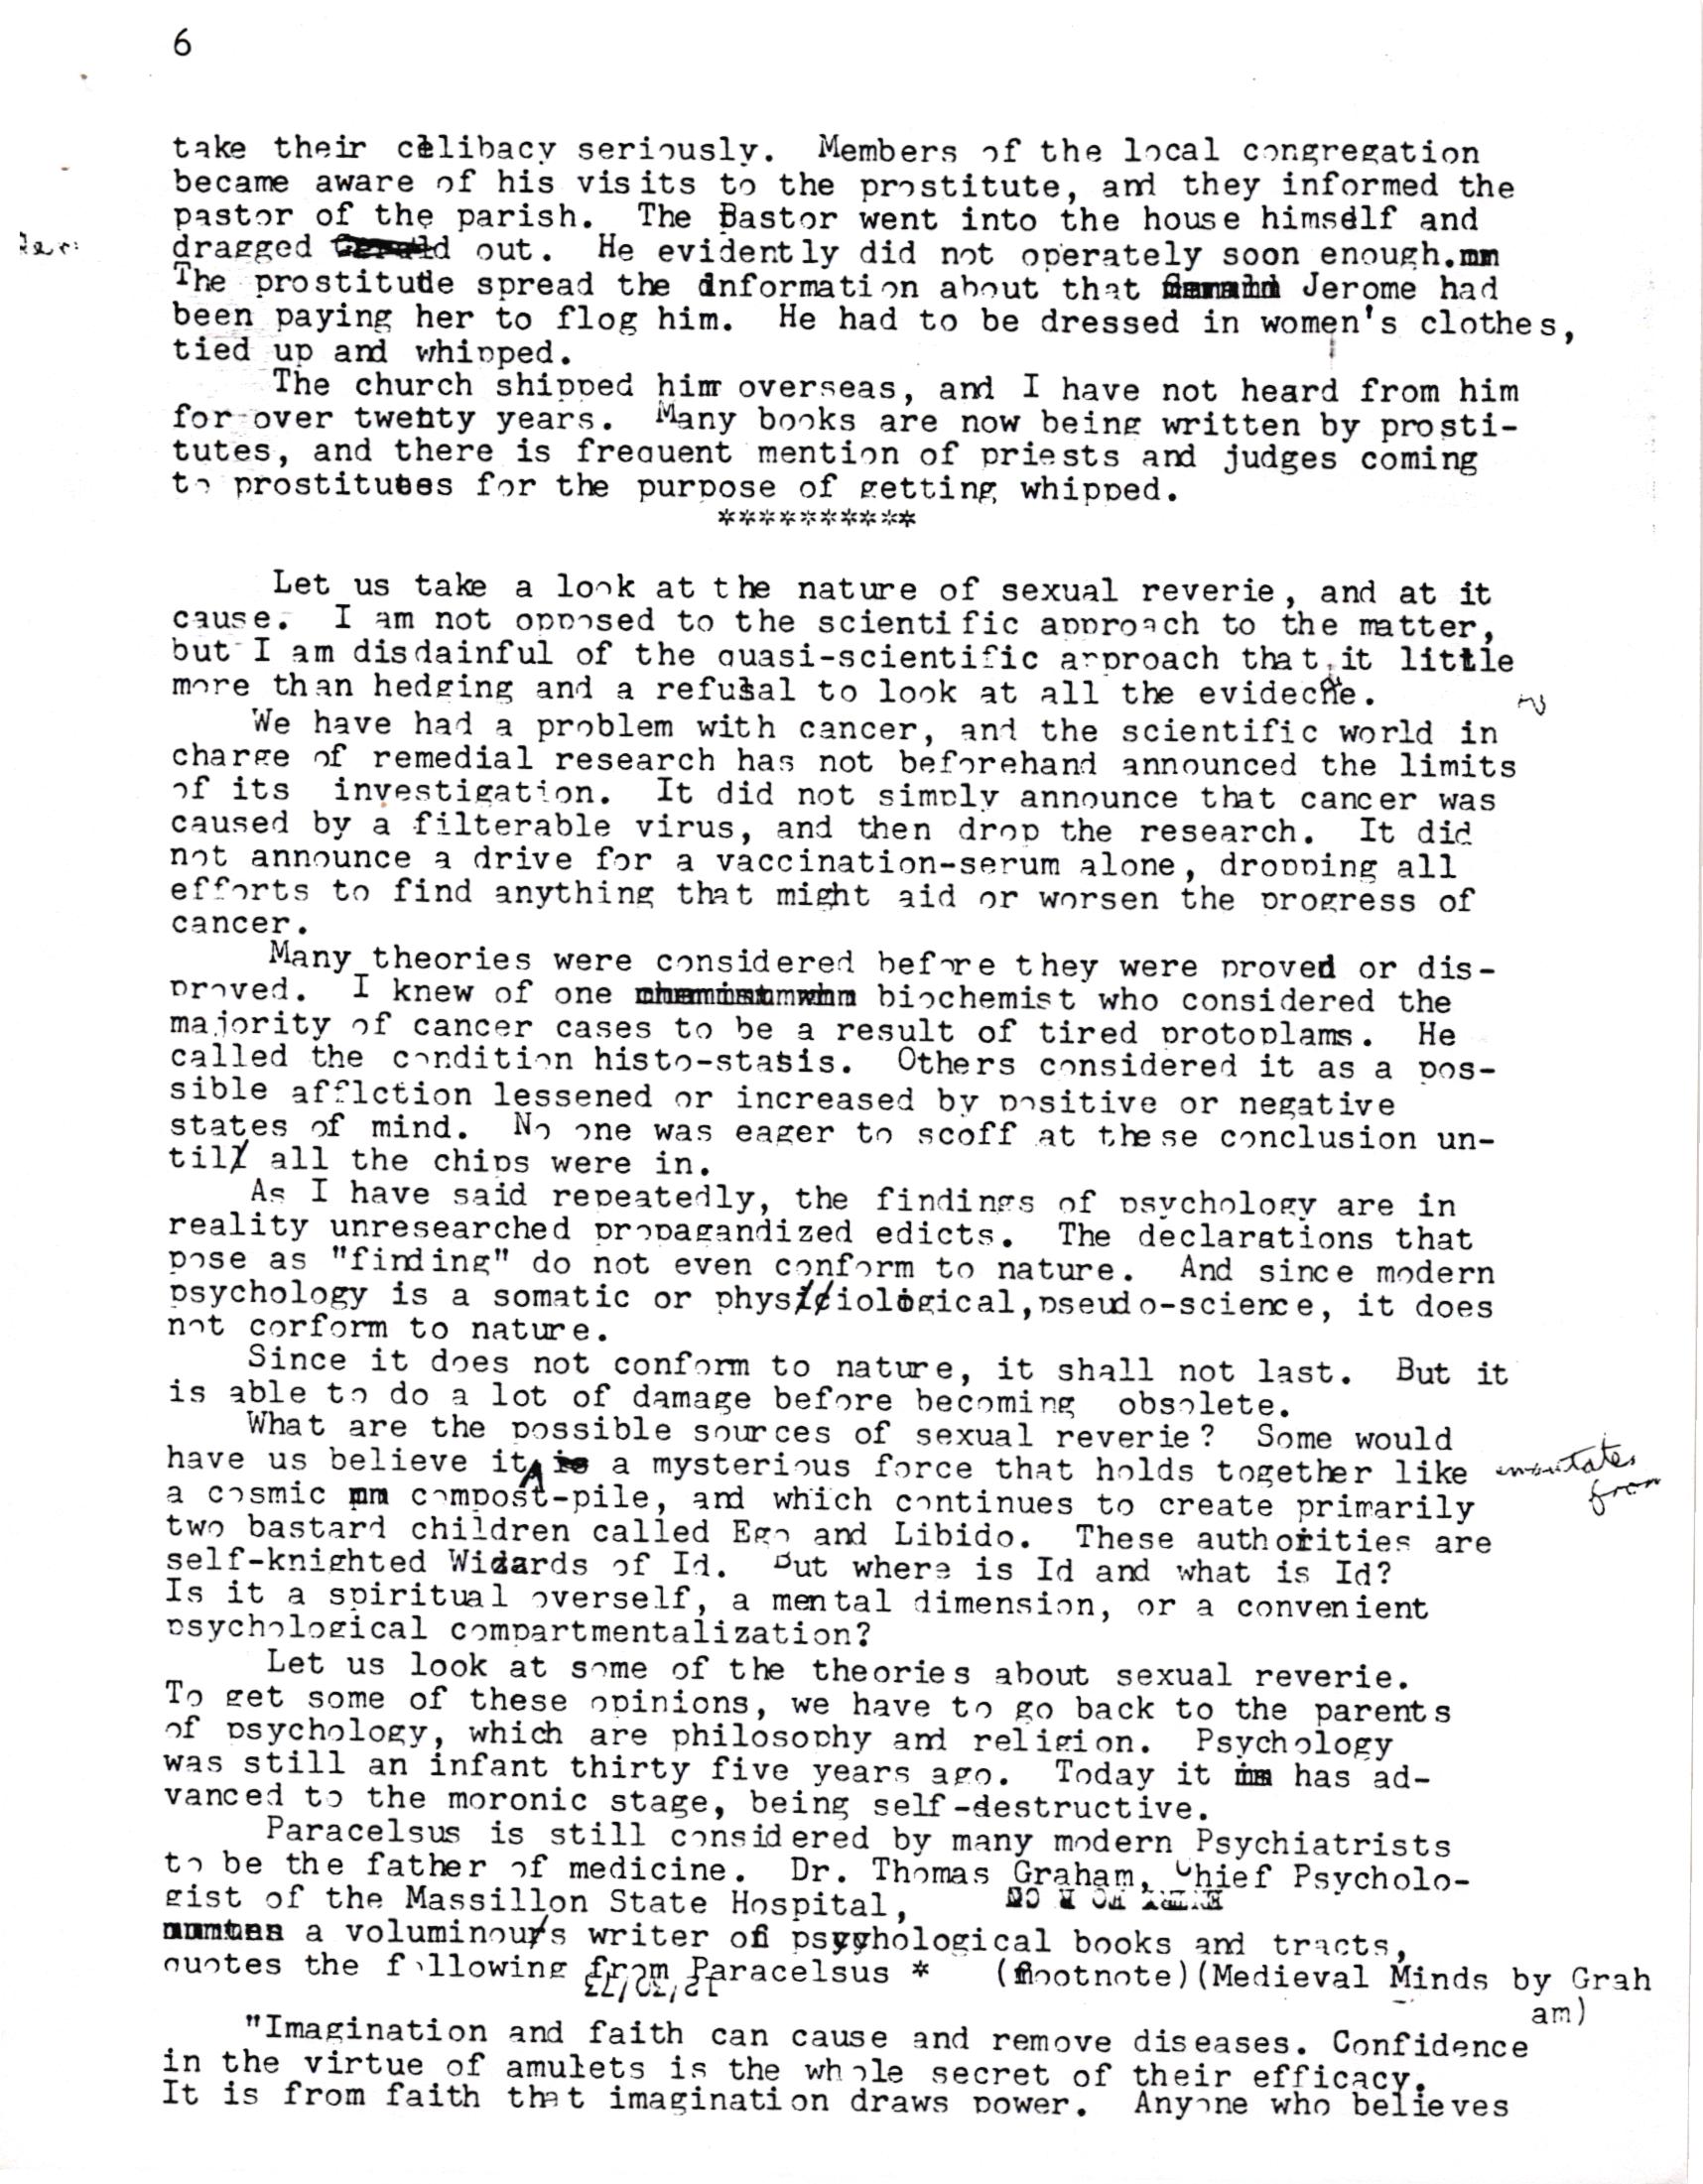 6
take their celibacy seriously. Members of the local congregation
became aware of his visits to the prostitute, and they informed the
pastor of the parish. The Pastor went into the house himself and
dragged out. He evidently did not operately soon enough.
The prostitute spread the information about that Jerome had
been paying her to flog him. He had to be dressed in women's clothes,
tied up and whipped.
The church shipped him overseas, and I have not heard from him
for over twenty years. Many books are now being written by prosti-
tutes, and there is frequent mention of priests and judges coming
to prostitutes for the purpose of getting whipped.
**********
Let us take a look at the nature of sexual reverie, and at it
cause. I am not opposed to the scientific approach to the matter,
but I am disdainful of the quasi-scientific approach that it little
more than hedging and a refusal to look at all the evidecne.
We have had a problem with cancer, and the scientific world in
charge of remedial research has not beforehand announced the limits
of its investigation. It did not simply announce that cancer was
caused by a filterable virus, and then drop the research. It did
not announce a drive for a vaccination-serum alone, dropping all
efforts to find anything that might aid or worsen the progress of
cancer.
Many theories were considered before they were proved or dis-
proved. I knew of one biochemist who considered the
majority of cancer cases to be a result of tired protoplams. He
called the condition histo-stasis. Others considered it as a pos-
sible afflction lessened or increased by positive or negative
states of mind. No one was eager to scoff at these conclusion un-
til all the chips were in.
As I have said repeatedly, the findings of psychology are in
reality unresearched propagandized edicts. The declarations that
pose as "finding" do not even conform to nature. And since modern
psychology is a somatic or physiological,pseudo-science, it does
not corform to nature.
Since it does not conform to nature, it shall not last. But it
is able to do a lot of damage before becoming obsolete.
What are the possible sources of sexual reverie? Some would
have us believe it a mysterious force that holds together like
from
a cosmic compost-pile, and which continues to create primarily
two bastard children called Ego and Libido. These authorities are
self-knighted Wizards of Id. But where is Id and what is Id?
Is it a spiritual overself, a mental dimension, or a convenient
psychological compartmentalization?
Let us look at some of the theories about sexual reverie.
To get some of these opinions, we have to go back to the parents
of psychology, which are philosophy and religion. Psychology
was still an infant thirty five years ago. Today it has ad-
vanced to the moronic stage, being self-destructive.
Paracelsus is still considered by many modern Psychiatrists
to be the father of medicine. Dr. Thomas Graham, Chief Psycholo-
gist of the Massillon State Hospital,
a voluminous writer of psychological books and tracts,
quotes the following from Paracelsus * (footnote)(Medieval Minds by Grah
am)
"Imagination and faith can cause and remove diseases. Confidence
in the virtue of amulets is the whole secret of their efficacy.
It is from faith that imagination draws power. Anyone who believes